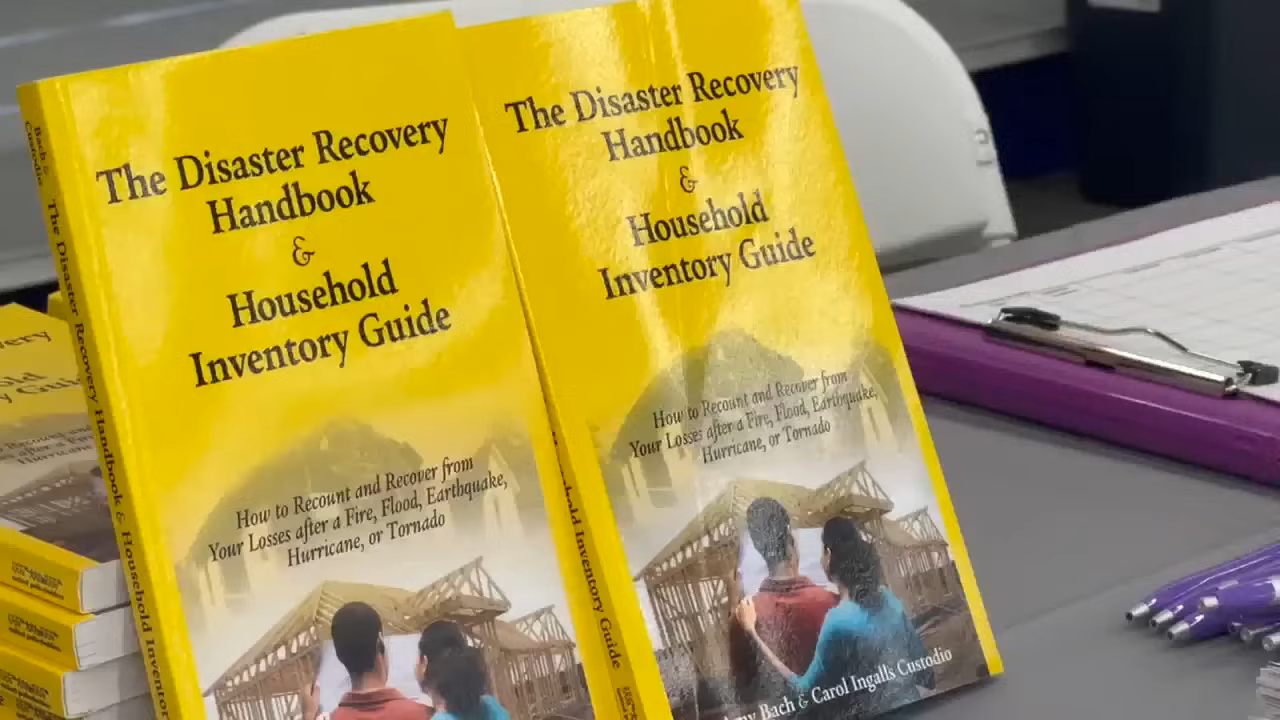 The Disaster Recovery
Handbook
&
Household
Inventory Guide
How to Recount and Recover from
Your Losses after a Fire, Flood, Earthquake,
Hurricane, or Tornado
Bach &
Custodio
The Disaster Recovery Handbook & Household Inventory
The Disaster Recovery
Handbook
&
Household
Inventory Guide
How to Recount and Recover from
Your Losses after a Fire, Flood, Earthquake,
Hurricane, or Tornado
Bach & Carol Ingalls Custodio
Household Inventory Guide